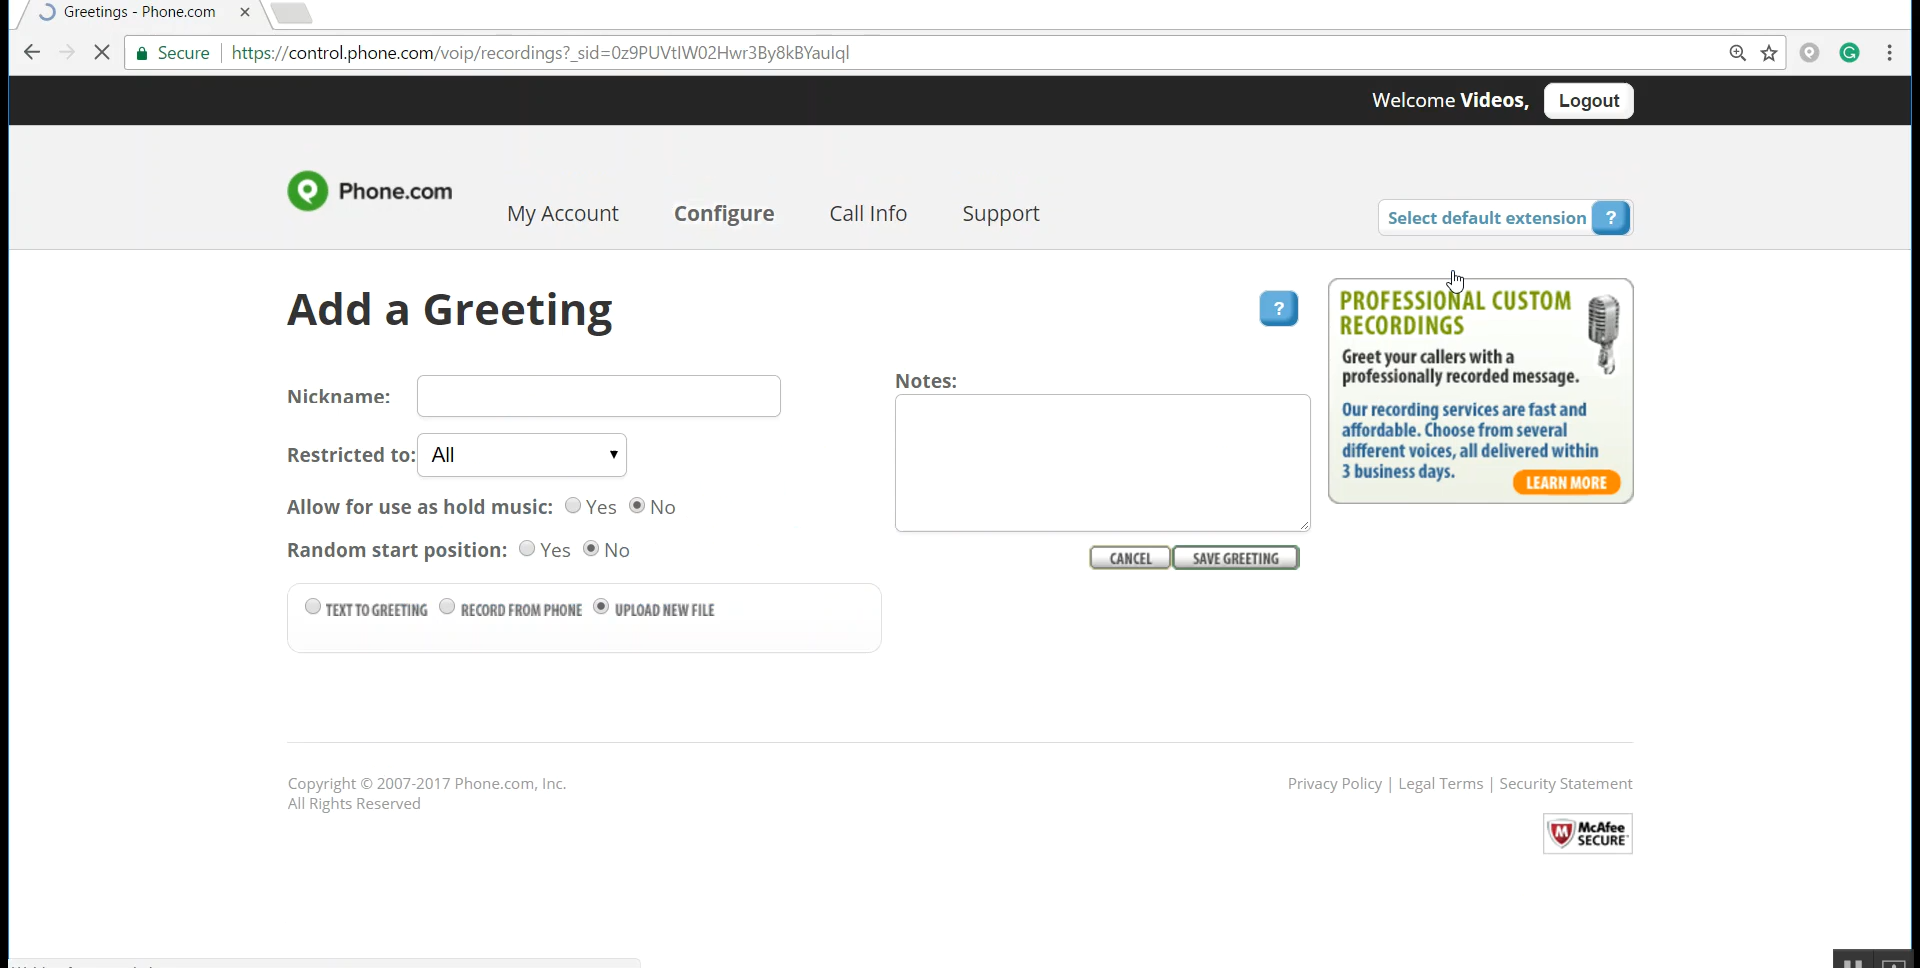 Greetings - Phone.com
Secure https://control.phone.com/voip/recordings?_sid=0z9PUVtIW02Hwr3By8kBYauIqI
Welcome Videos, Logout
Phone.com
My Account Configure Call Info Support
Select default extension ?
Add a Greeting
?
Nickname:
Restricted to: All
Allow for use as hold music: Yes No
Random start position: Yes No
TEXT TO GREETING RECORD FROM PHONE UPLOAD NEW FILE
Notes:
CANCEL SAVE GREETING
PROFESSIONAL CUSTOM
RECORDINGS
Greet your callers with a
professionally recorded message.
Our recording services are fast and
affordable. Choose from several
different voices, all delivered within
3 business days.
LEARN MORE
Copyright © 2007-2017 Phone.com, Inc.
All Rights Reserved
Privacy Policy | Legal Terms | Security Statement
McAfee
SECURE